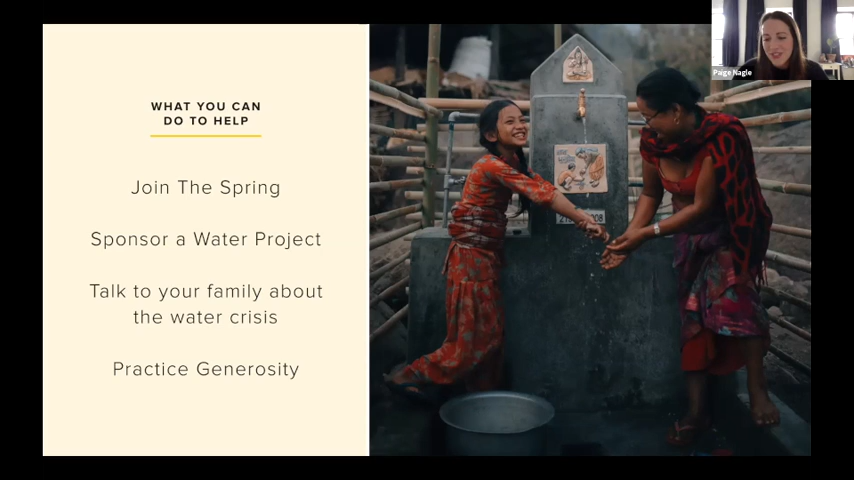 WHAT YOU CAN
DO TO HELP
Join The Spring
Sponsor a Water Project
Talk to your family about
the water crisis
Practice Generosity
Paige Nagle